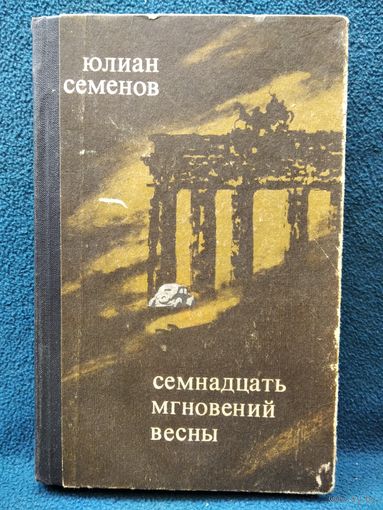 юлиан
семенов
семнадцать
мгновений
весны